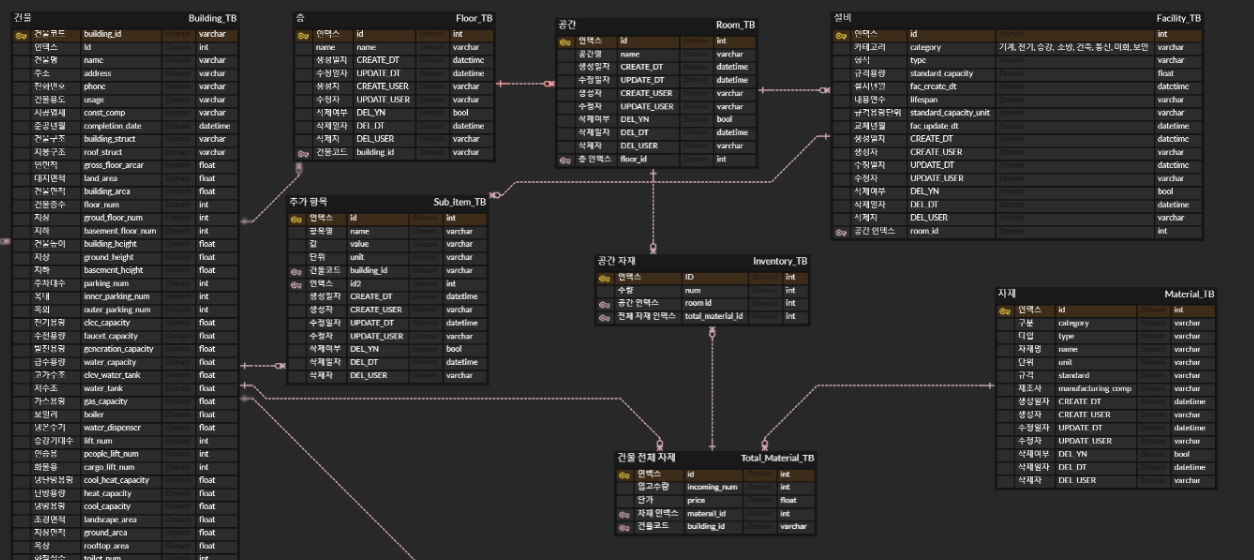 건물 Building_TB
건물코드 building_id Domain varchar
인덱스 Id Domain int
건물명 name Domain varchar
주소 address Domain varchar
전화번호 phone Domain varchar
건물용도 usage Domain varchar
시공업체 const_comp Domain varchar
준공년월 completion_date Domain datetime
건물구조 building_struct Domain varchar
지붕구조 roof_struct Domain varchar
연면적 gross_floor_arear Domain float
대지면적 land_area Domain float
건물면적 building_area Domain float
건물층수 floor_num Domain int
지상 groud_floor_num Domain int
지하 basement_floor_num Domain int
건물높이 building_height Domain float
지상 ground_height Domain float
지하 basement_height Domain float
주차대수 parking_num Domain int
옥내 inner_parking_num Domain int
옥외 outer_parking_num Domain int
전기용량 elec_capacity Domain float
수전용량 faucet_capacity Domain float
발전용량 generation_capacity Domain float
급수용량 water_capacity Domain float
고가수조 elev_water_tank Domain float
저수조 water_tank Domain float
가스용량 gas_capacity Domain float
보일러 boiler Domain float
냉온수기 water_dispenser Domain float
승강기대수 lift_num Domain int
인승용 people_lift_num Domain int
화물용 cargo_lift_num Domain int
냉난방용량 cool_heat_capacity Domain float
난방용량 heat_capacity Domain float
냉방용량 cool_capacity Domain float
조경면적 landscape_area Domain float
지상면적 ground_area Domain float
옥상 rooftop_area Domain float
화장실수 toilet_num Domain int
층 Floor_TB
인덱스 id Domain int
name name Domain varchar
생성일자 CREATE_DT Domain datetime
수정일자 UPDATE_DT Domain datetime
생성자 CREATE_USER Domain varchar
수정자 UPDATE_USER Domain varchar
삭제여부 DEL_YN Domain bool
삭제일자 DEL_DT Domain datetime
삭제자 DEL_USER Domain varchar
건물코드 building_id Domain varchar
공간 Room_TB
인덱스 id Domain int
공간명 name Domain varchar
생성일자 CREATE_DT Domain datetime
수정일자 UPDATE_DT Domain datetime
생성자 CREATE_USER Domain varchar
수정자 UPDATE_USER Domain varchar
삭제여부 DEL_YN Domain bool
삭제일자 DEL_DT Domain datetime
삭제자 DEL_USER Domain varchar
층 인덱스 floor_id Domain int
설비 Facility_TB
인덱스 id Domain int
카테고리 category 기계, 전기, 승강, 소방, 건축, 통신, 미화, 보안 varchar
형식 type Domain varchar
규격용량 standard_capacity Domain float
설치년월 fac_create_dt Domain datetime
내용연수 lifespan Domain varchar
규격용량단위 standard_capacity_unit Domain varchar
교체년월 fac_update_dt Domain datetime
생성일자 CREATE_DT Domain datetime
생성자 CREATE_USER Domain varchar
수정일자 UPDATE_DT Domain datetime
수정자 UPDATE_USER Domain varchar
삭제여부 DEL_YN Domain bool
삭제일자 DEL_DT Domain datetime
삭제자 DEL_USER Domain varchar
공간 인덱스 room_id Domain int
추가 항목 Sub_item_TB
인덱스 id Domain int
항목명 name Domain varchar
값 value Domain varchar
단위 unit Domain varchar
건물코드 building_id Domain varchar
인덱스 id2 Domain int
생성일자 CREATE_DT Domain datetime
생성자 CREATE_USER Domain varchar
수정일자 UPDATE_DT Domain datetime
수정자 UPDATE_USER Domain varchar
삭제여부 DEL_YN Domain bool
삭제일자 DEL_DT Domain datetime
삭제자 DEL_USER Domain varchar
공간 자재 Inventory_TB
인덱스 ID Domain int
수량 num Domain int
공간 인덱스 room id Domain int
전체 자재 인덱스 total_material_id Domain int
자재 Material_TB
인덱스 id Domain int
구분 category Domain varchar
타입 type Domain varchar
자재명 name Domain varchar
단위 unit Domain varchar
규격 standard Domain varchar
제조사 manufacturing comp Domain varchar
생성일자 CREATE_DT Domain datetime
생성자 CREATE_USER Domain varchar
수정일자 UPDATE_DT Domain datetime
수정자 UPDATE_USER Domain varchar
삭제여부 DEL_YN Domain bool
삭제일자 DEL_DT Domain datetime
삭제자 DEL_USER Domain varchar
건물 전체 자재 Total_Material_TB
인덱스 id Domain int
입고수량 incoming_num Domain int
단가 price Domain float
자재 인덱스 materail_id Domain int
건물코드 building_id Domain varchar